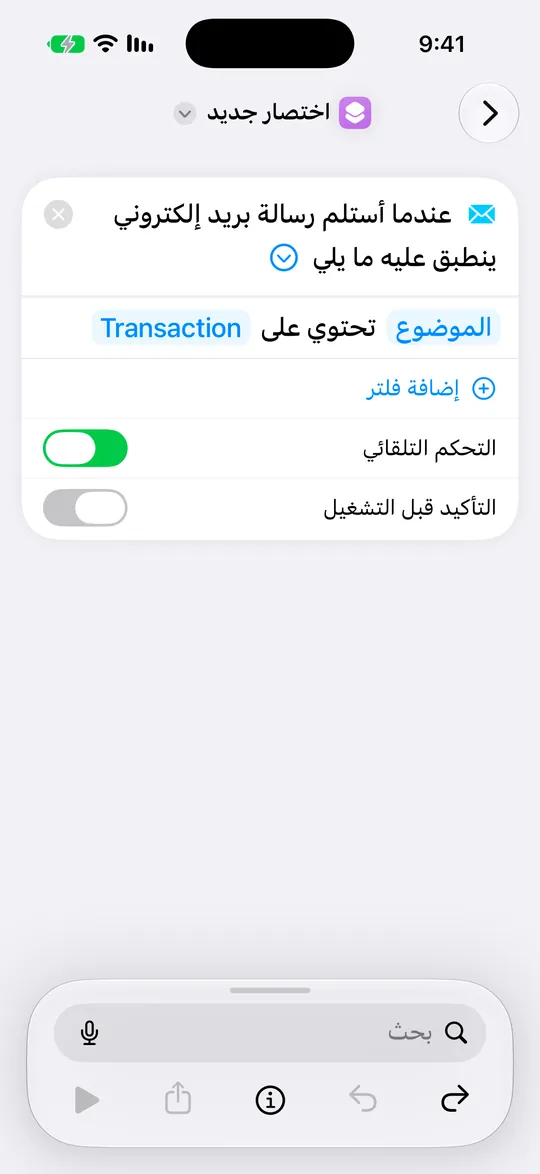 9:41
اختصار جديد
عندما أستلم رسالة بريد إلكتروني
ينطبق عليه ما يلي
الموضوع تحتوي على Transaction
إضافة فلتر
التحكم التلقائي
التأكيد قبل التشغيل
بحث